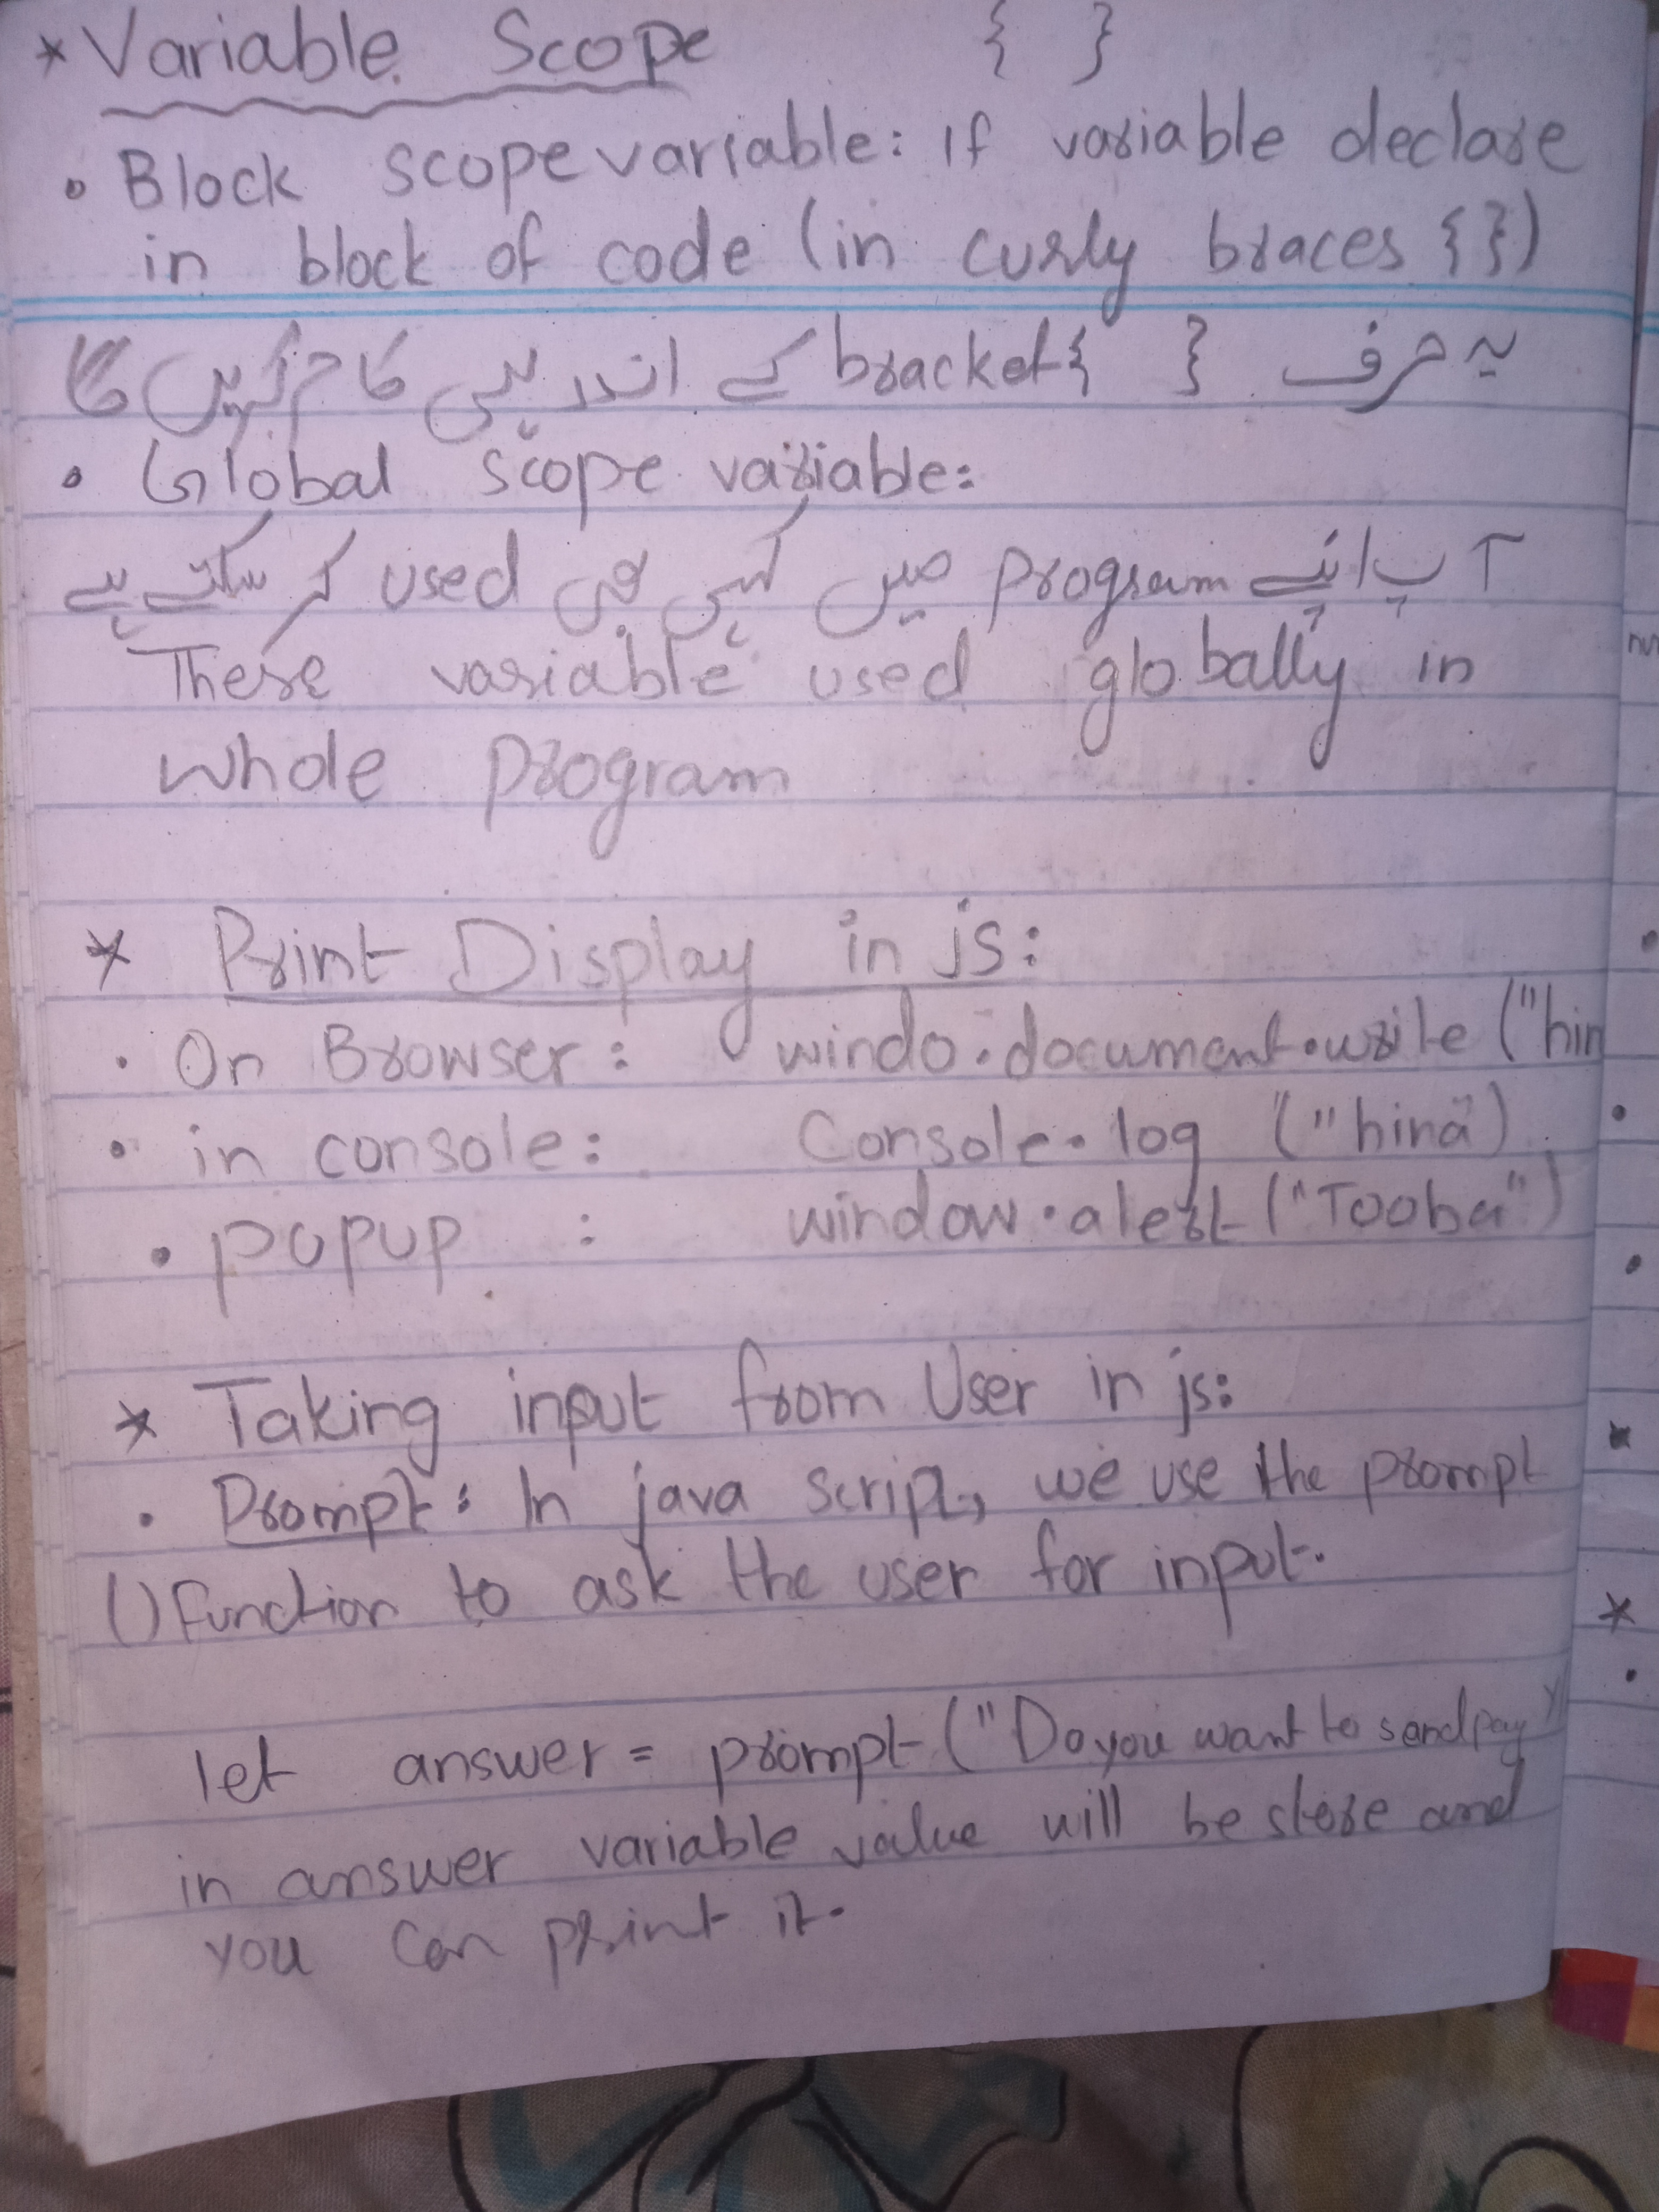 * Variable Scope { }
• Block scope variable: if variable declare
in block of code (in curly braces {})
یہ صرف { } bracket کے اندر ہی کام کریں گا
• Global scope variable:
آپ اپنے program میں کہی بھی used کر سکتے ہے
These variable used globally in
whole program
* Print Display in js:
• On Browser: windo.document.write ("hin
• in console: Console.log ("hina")
• popup : window.alert ("Tooba")
* Taking input from User in js:
• Prompt: In java script, we use the prompt
() function to ask the user for input.
let answer = prompt ("Do you want to send pay
in answer variable value will be store and
you can print it.